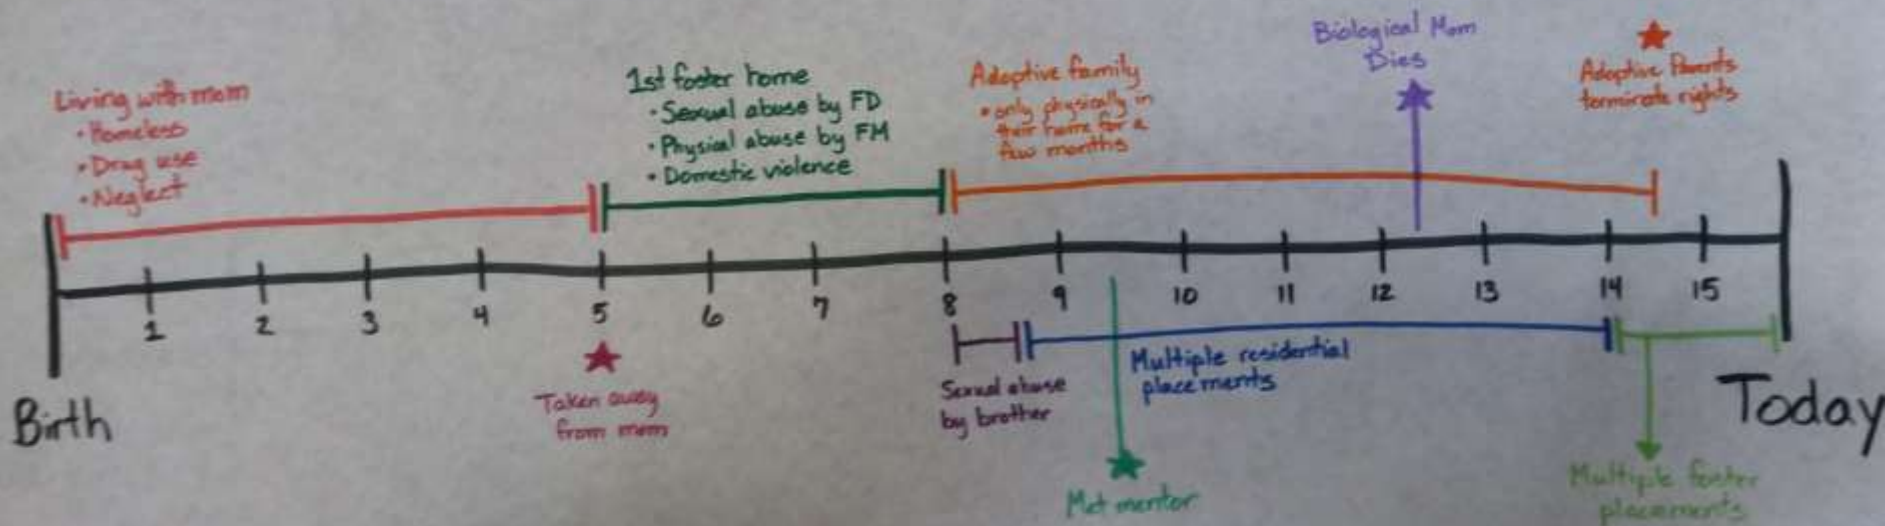 Living with mom
• Homeless
• Drug use
• Neglect
1st foster home
• Sexual abuse by FD
• Physical abuse by FM
• Domestic violence
Adoptive family
• only physically in
their home for a
few months
Biological Mom
Dies
Adoptive Parents
terminate rights
1 2 3 4 5 6 7 8 9 10 11 12 13 14 15
Birth
Taken away
from mom
Sexual abuse
by brother
Met mentor
Multiple residential
placements
Multiple foster
placements
Today